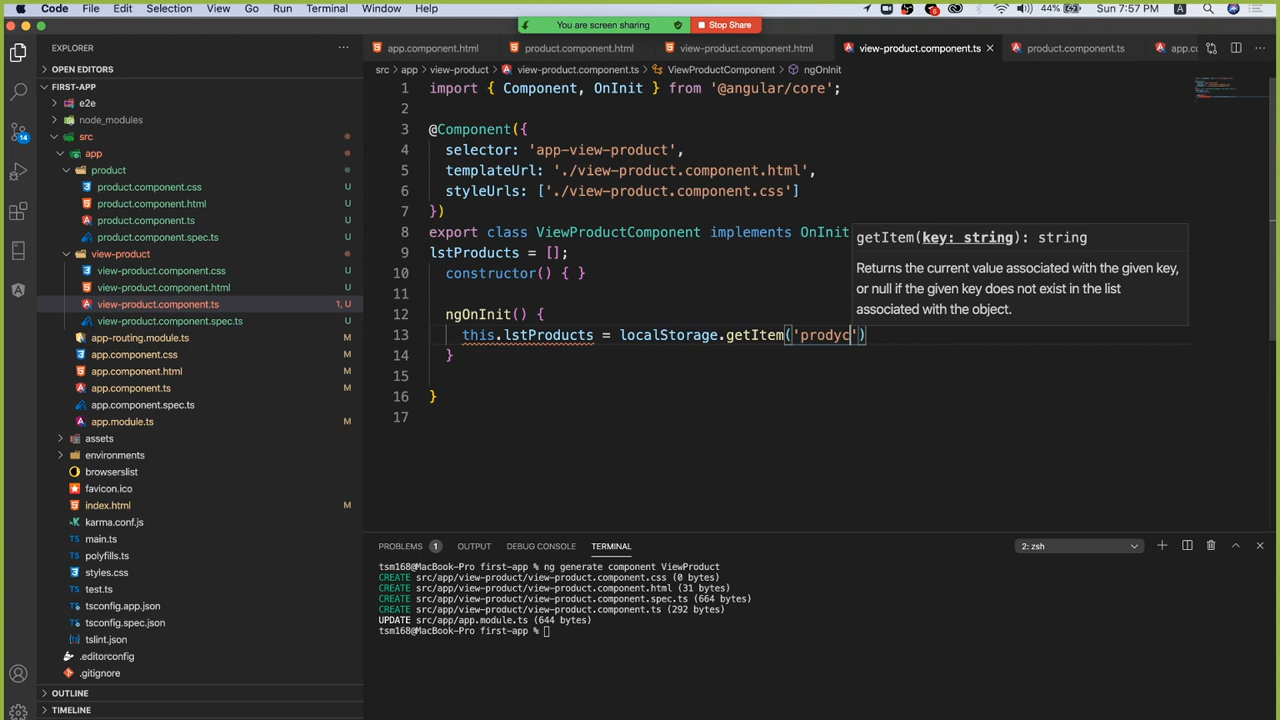 Code File Edit Selection View Go Run Terminal Window Help
You are screen sharing Stop Share
6 44% Sun 7:57 PM A
EXPLORER
app.component.html product.component.html view-product.component.html view-product.component.ts product.component.ts app.co
OPEN EDITORS
src app view-product view-product.component.ts ViewProductComponent ngOnInit
FIRST-APP
e2e
node_modules
src
app
product
product.component.css U
product.component.html U
product.component.ts U
product.component.spec.ts U
view-product
view-product.component.css U
view-product.component.html U
view-product.component.ts 1, U
view-product.component.spec.ts U
app-routing.module.ts M
app.component.css M
app.component.html M
app.component.ts M
app.component.spec.ts
app.module.ts M
assets
environments
browserslist
favicon.ico
index.html M
karma.conf.js
main.ts
polyfills.ts
styles.css
test.ts
tsconfig.app.json
tsconfig.spec.json
tslint.json
.editorconfig
.gitignore
OUTLINE
TIMELINE
14
1 import { Component, OnInit } from '@angular/core';
2
3 @Component({
4 selector: 'app-view-product',
5 templateUrl: './view-product.component.html',
6 styleUrls: ['./view-product.component.css']
7 })
8 export class ViewProductComponent implements OnInit
9 lstProducts = [];
10 constructor() { }
11
12 ngOnInit() {
13 this.lstProducts = localStorage.getItem('prodyc')
14 }
15
16 }
17
getItem(key: string): string
Returns the current value associated with the given key,
or null if the given key does not exist in the list
associated with the object.
PROBLEMS 1 OUTPUT DEBUG CONSOLE TERMINAL 2: zsh
tsm168@MacBook-Pro first-app % ng generate component ViewProduct
CREATE src/app/view-product/view-product.component.css (0 bytes)
CREATE src/app/view-product/view-product.component.html (31 bytes)
CREATE src/app/view-product/view-product.component.spec.ts (664 bytes)
CREATE src/app/view-product/view-product.component.ts (292 bytes)
UPDATE src/app/app.module.ts (644 bytes)
tsm168@MacBook-Pro first-app %